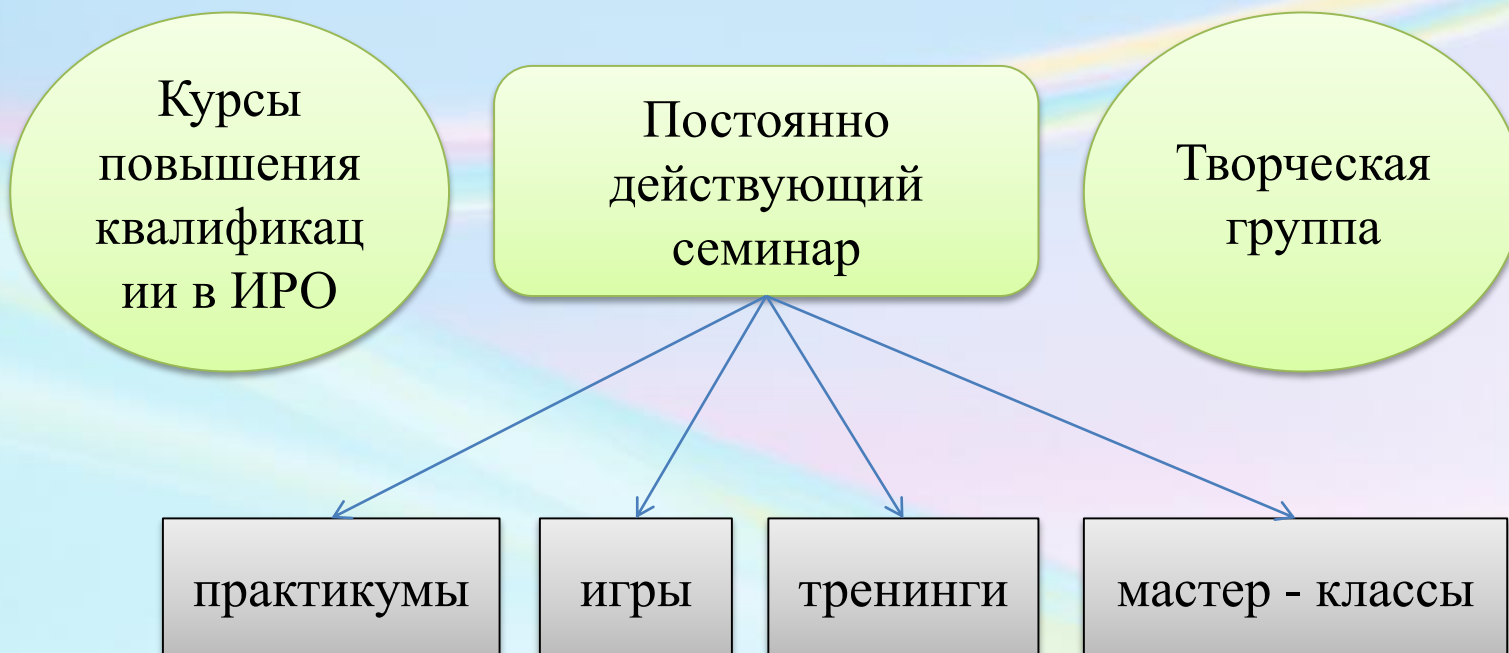 Курсы
повышения
квалификац
ии в ИРО
Постоянно
действующий
семинар
Творческая
группа
практикумы
игры
тренинги
мастер - классы